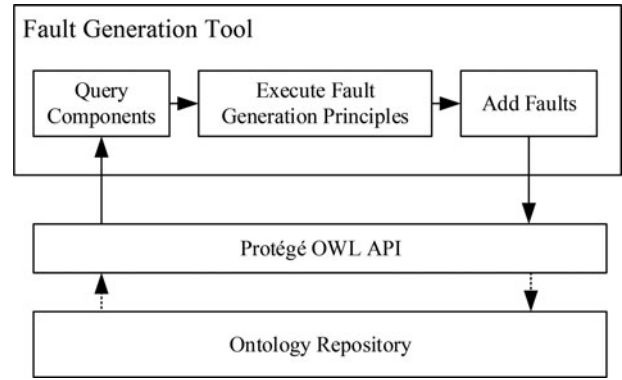 Fault Generation Tool
Query
Components
Execute Fault
Generation Principles
Add Faults
Protégé OWL API
Ontology Repository